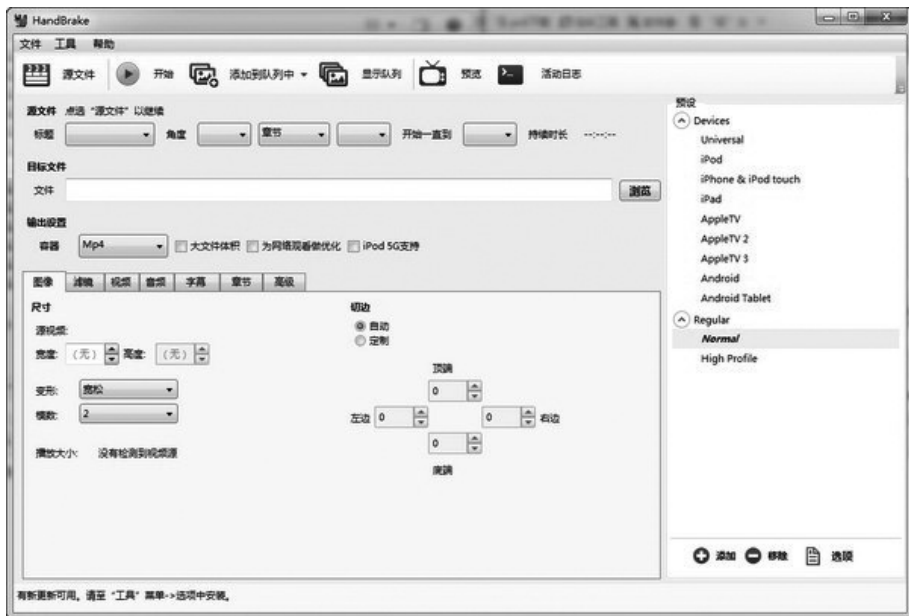 HandBrake
文件 工具 帮助
源文件 开始 添加到队列中 显示队列 预览 活动日志
源文件 点选“源文件”以继续
标题 角度 章节 开始一直到 持续时长 --:--:--
目标文件
文件 浏览
输出设置
容器 Mp4 大文件体积 为网络观看做优化 iPod 5G支持
图像 滤镜 视频 音频 字幕 章节 高级
尺寸
源视频:
宽度: (无) 高度: (无)
变形: 宽松
模数: 2
播放大小: 没有检测到视频源
切边
自动
定制
顶端
0
左边 0 0 右边
0
底端
预设
Devices
Universal
iPod
iPhone & iPod touch
iPad
AppleTV
AppleTV 2
AppleTV 3
Android
Android Tablet
Regular
Normal
High Profile
添加 移除 选项
有新更新可用。请至“工具”菜单->选项中安装。